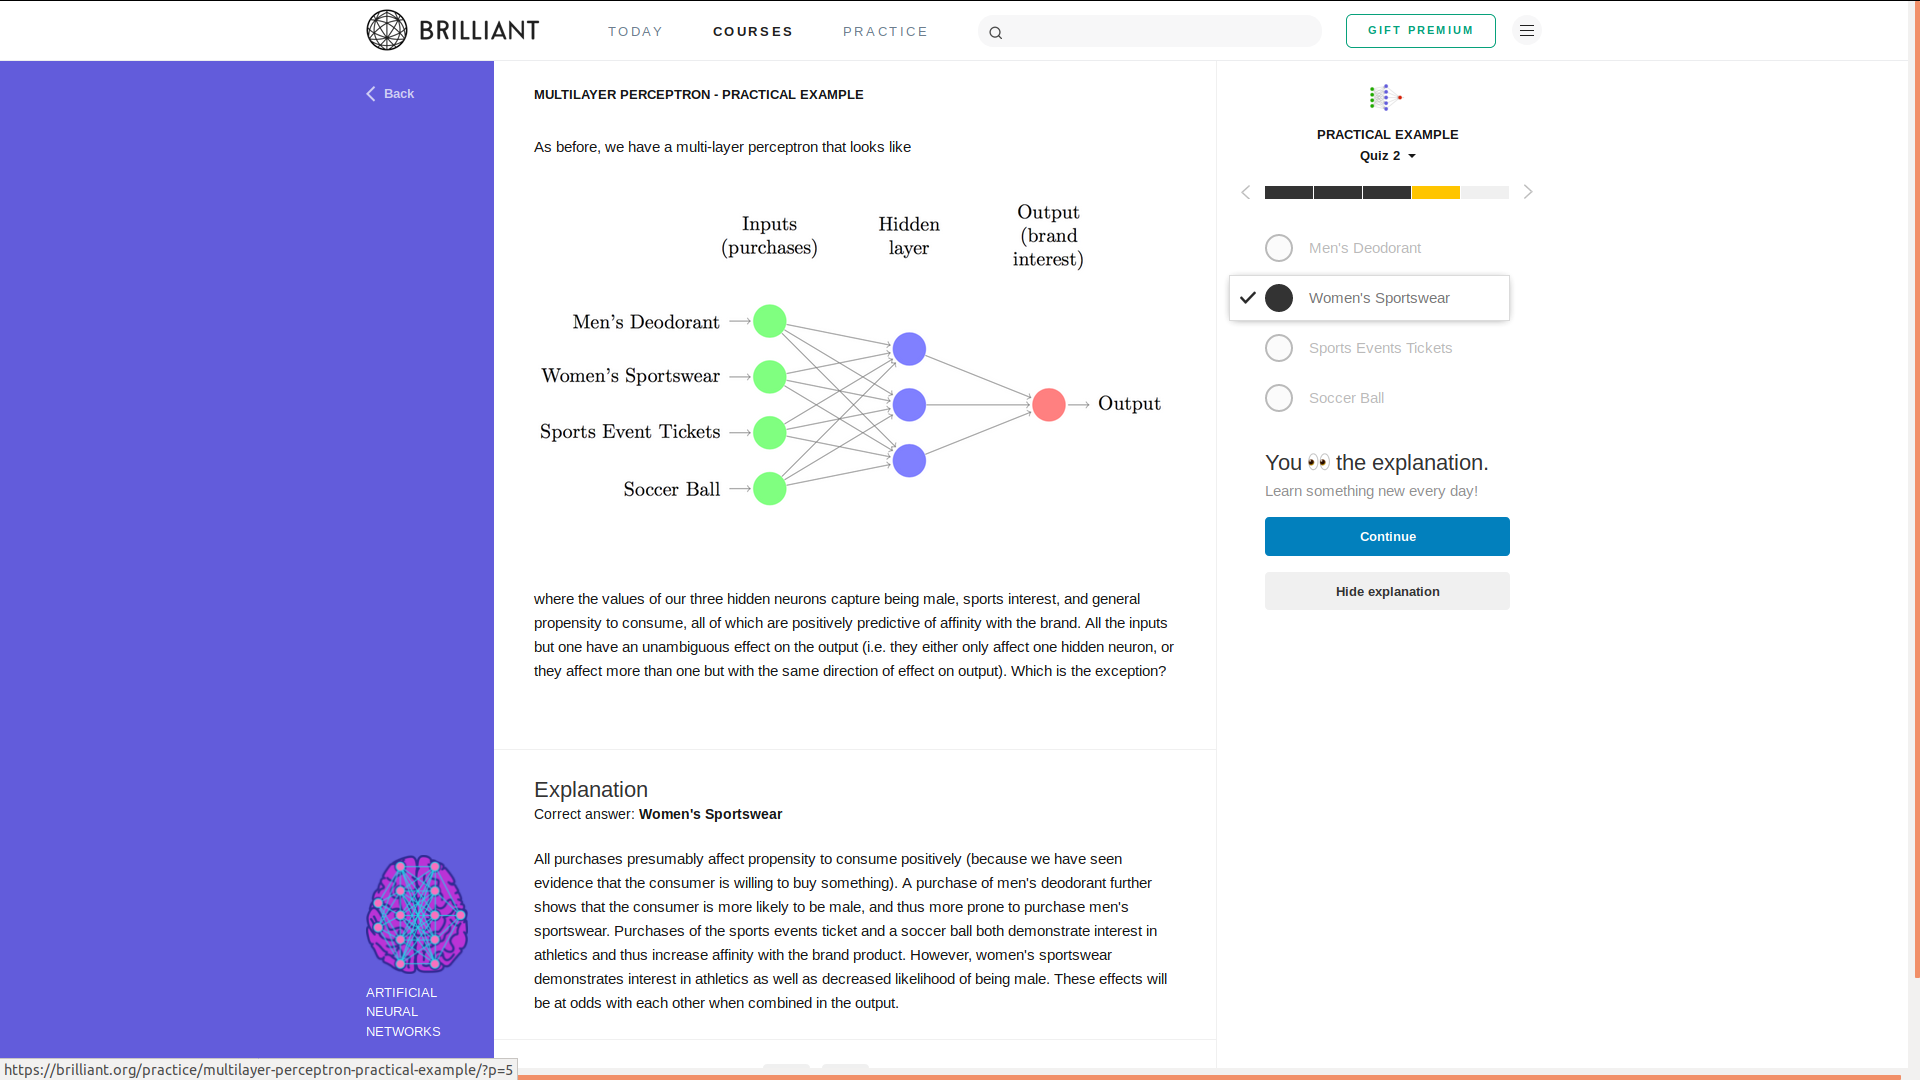 BRILLIANT
TODAY
COURSES
PRACTICE
GIFT PREMIUM
Back
MULTILAYER PERCEPTRON - PRACTICAL EXAMPLE
As before, we have a multi-layer perceptron that looks like
Inputs
(purchases)
Hidden
layer
Output
(brand
interest)
Men's Deodorant
Women's Sportswear
Sports Event Tickets
Soccer Ball
Output
where the values of our three hidden neurons capture being male, sports interest, and general
propensity to consume, all of which are positively predictive of affinity with the brand. All the inputs
but one have an unambiguous effect on the output (i.e. they either only affect one hidden neuron, or
they affect more than one but with the same direction of effect on output). Which is the exception?
Explanation
Correct answer: Women's Sportswear
All purchases presumably affect propensity to consume positively (because we have seen
evidence that the consumer is willing to buy something). A purchase of men's deodorant further
shows that the consumer is more likely to be male, and thus more prone to purchase men's
sportswear. Purchases of the sports events ticket and a soccer ball both demonstrate interest in
athletics and thus increase affinity with the brand product. However, women's sportswear
demonstrates interest in athletics as well as decreased likelihood of being male. These effects will
be at odds with each other when combined in the output.
PRACTICAL EXAMPLE
Quiz 2
Men's Deodorant
Women's Sportswear
Sports Events Tickets
Soccer Ball
You 👀 the explanation.
Learn something new every day!
Continue
Hide explanation
ARTIFICIAL
NEURAL
NETWORKS
https://brilliant.org/practice/multilayer-perceptron-practical-example/?p=5